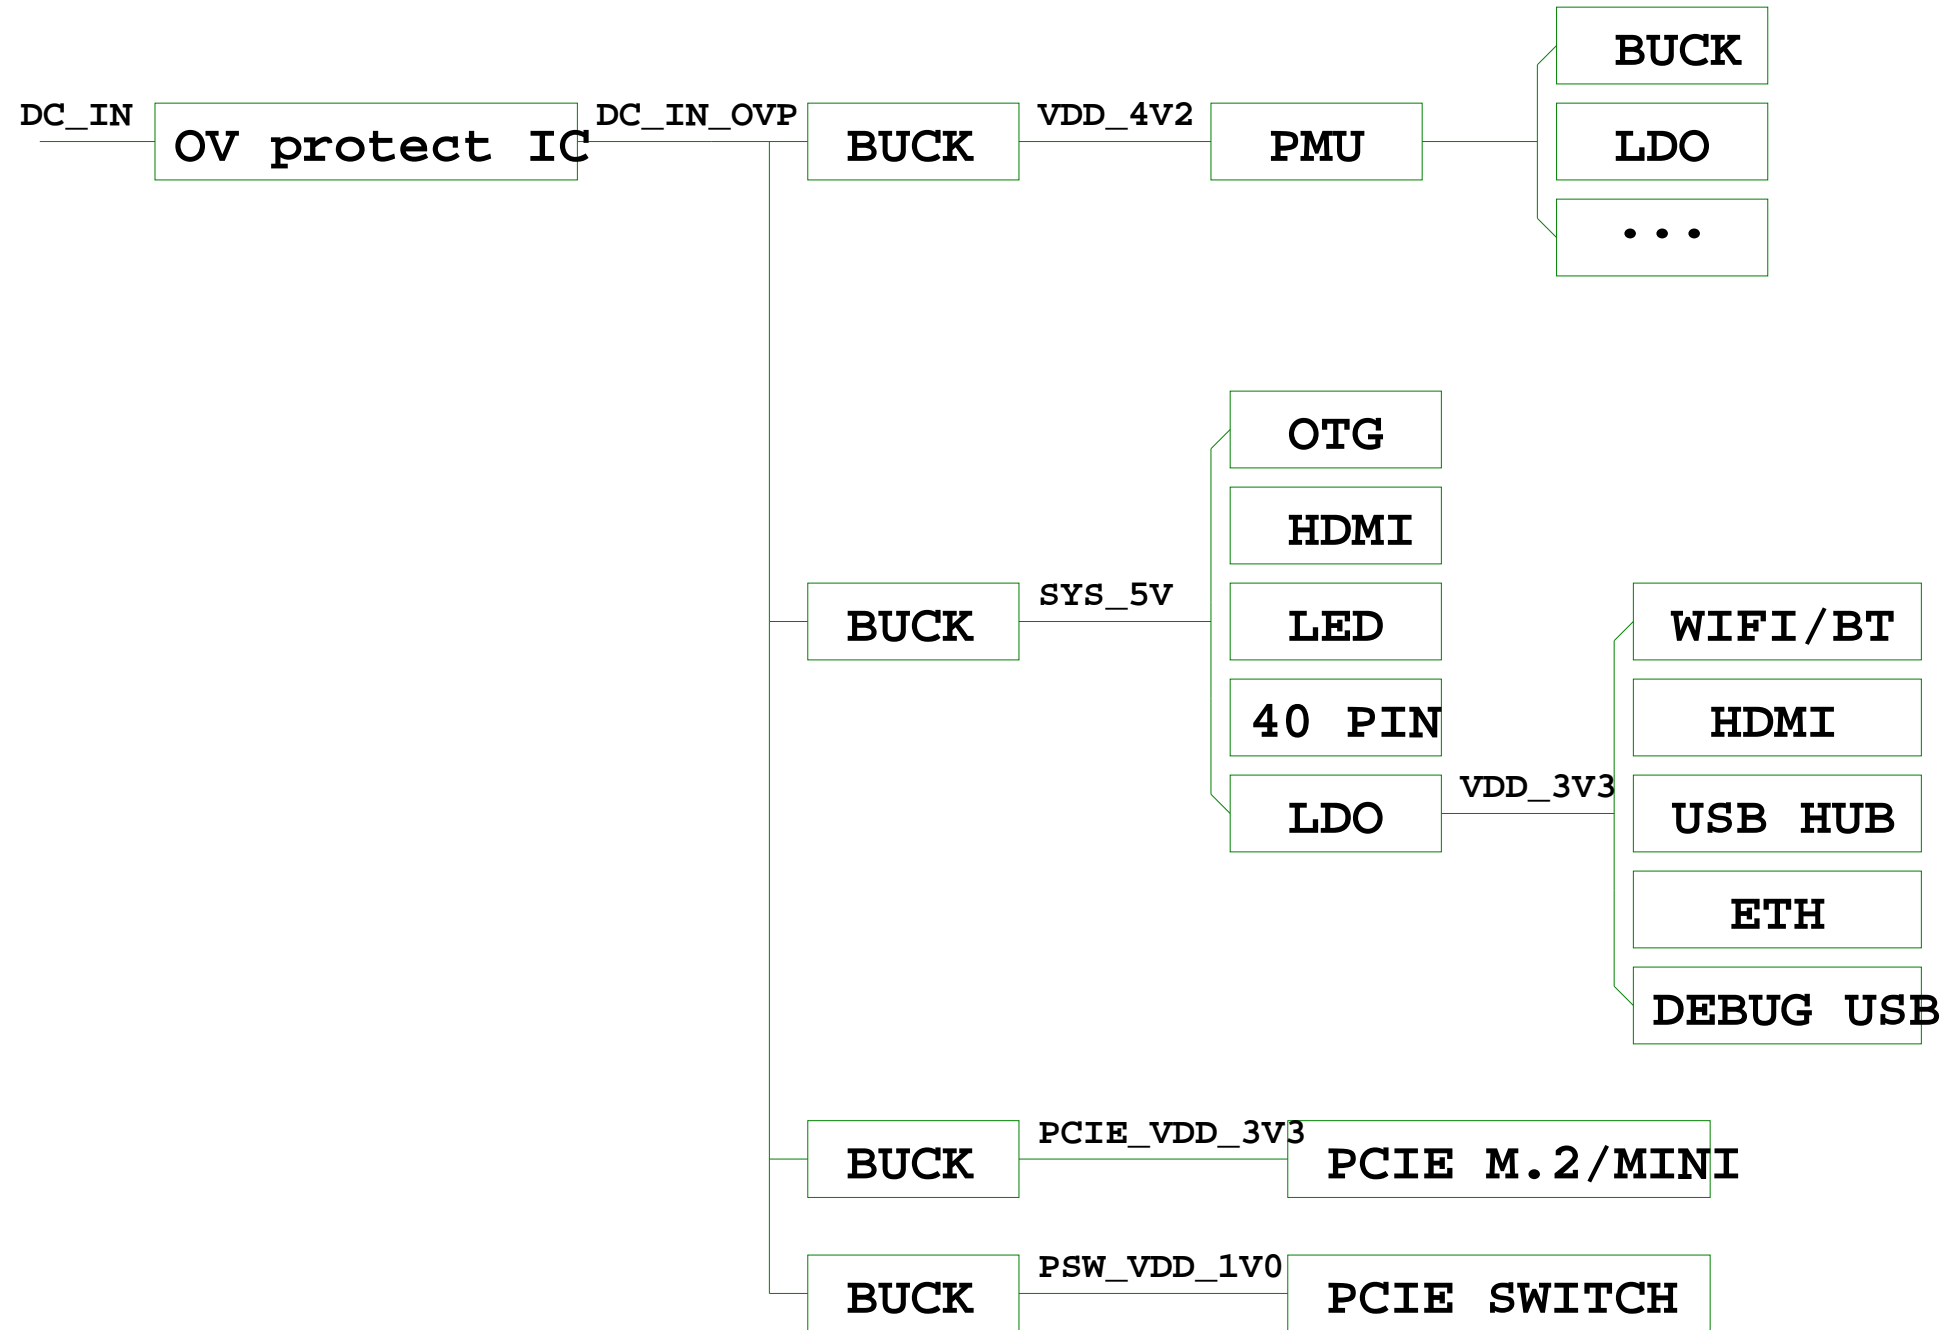 BUCK
DC_IN
OV protect IC
DC_IN_OVP
BUCK
VDD_4V2
PMU
LDO
...
OTG
HDMI
BUCK
SYS_5V
LED
WIFI/BT
40 PIN
HDMI
LDO
VDD_3V3
USB HUB
ETH
DEBUG USB
BUCK
PCIE_VDD_3V3
PCIE M.2/MINI
BUCK
PSW_VDD_1V0
PCIE SWITCH